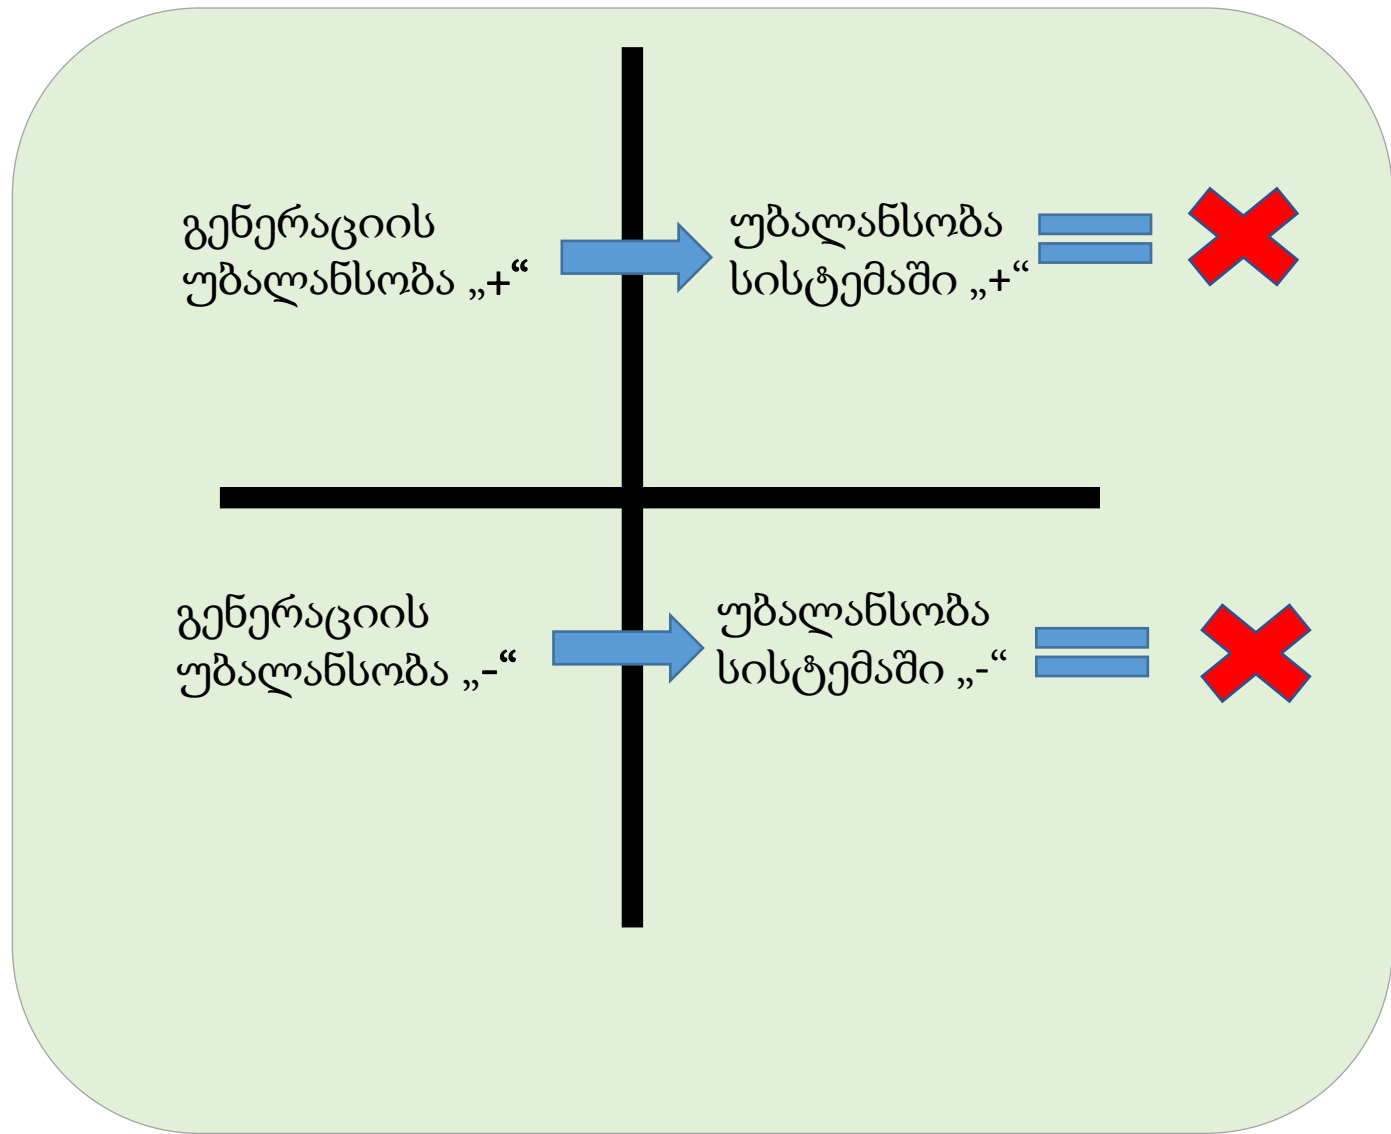 გენერაციის
უბალანსობა „+“
უბალანსობა
სისტემაში „+“
გენერაციის
უბალანსობა „-“
უბალანსობა
სისტემაში „-“